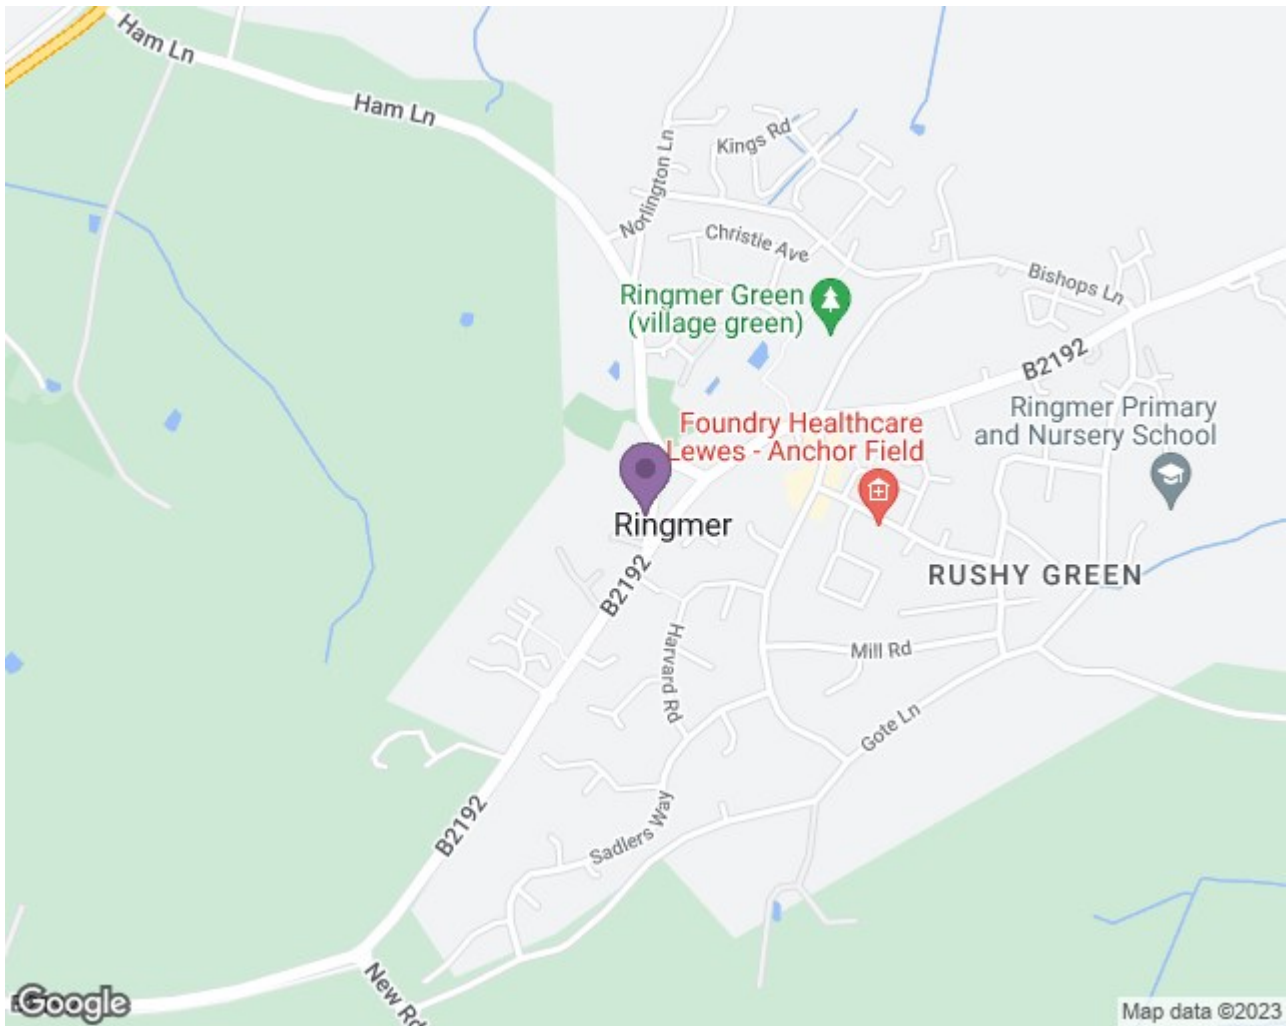 Ham Ln
Ham Ln
Kings Rd
Norlington Ln
Christie Ave
Bishops Ln
Ringmer Green
(village green)
B2192
Ringmer Primary
and Nursery School
Foundry Healthcare
Lewes - Anchor Field
Ringmer
RUSHY GREEN
B2192
Harvard Rd
Mill Rd
Gote Ln
B2192
Sadlers Way
New Rd
Google
Map data ©2023